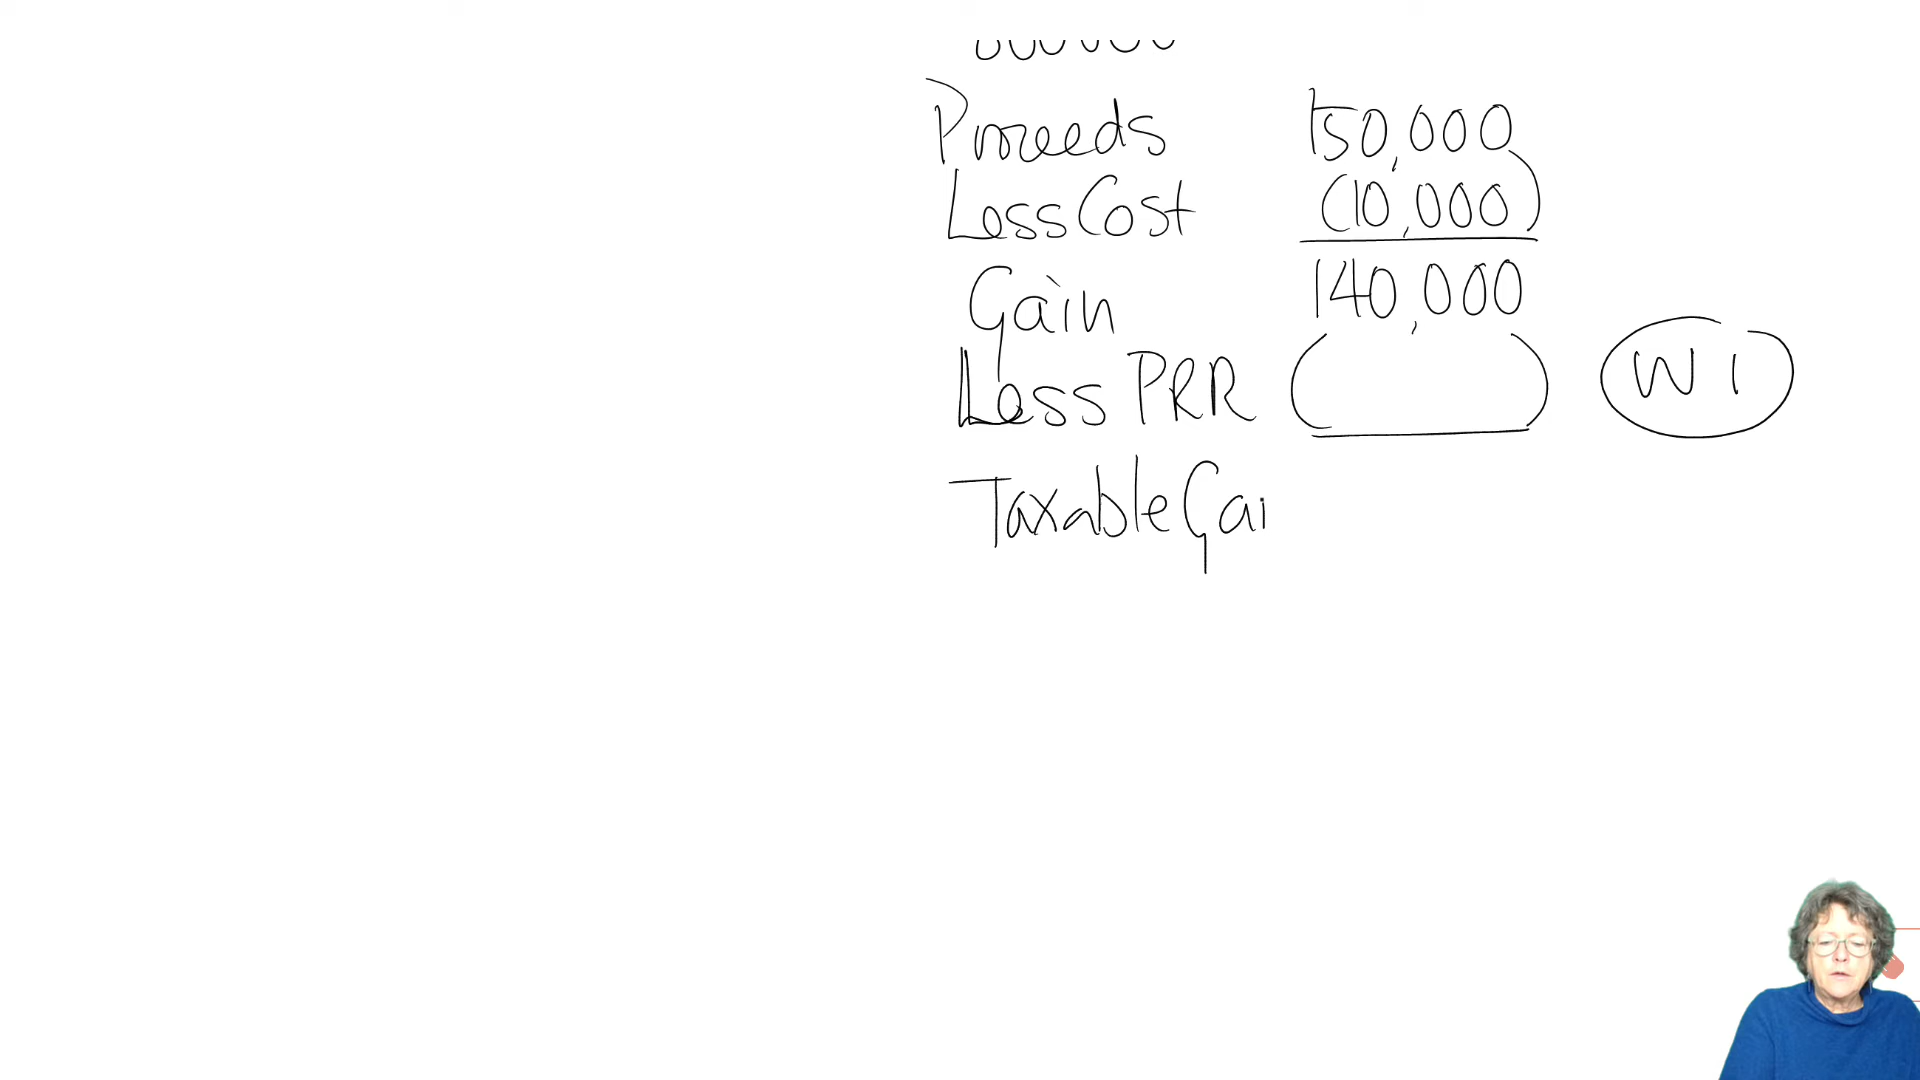 Proceeds 150,000
Less Cost (10,000)
Gain 140,000
Less PRR ( ) W1
Taxable Gai